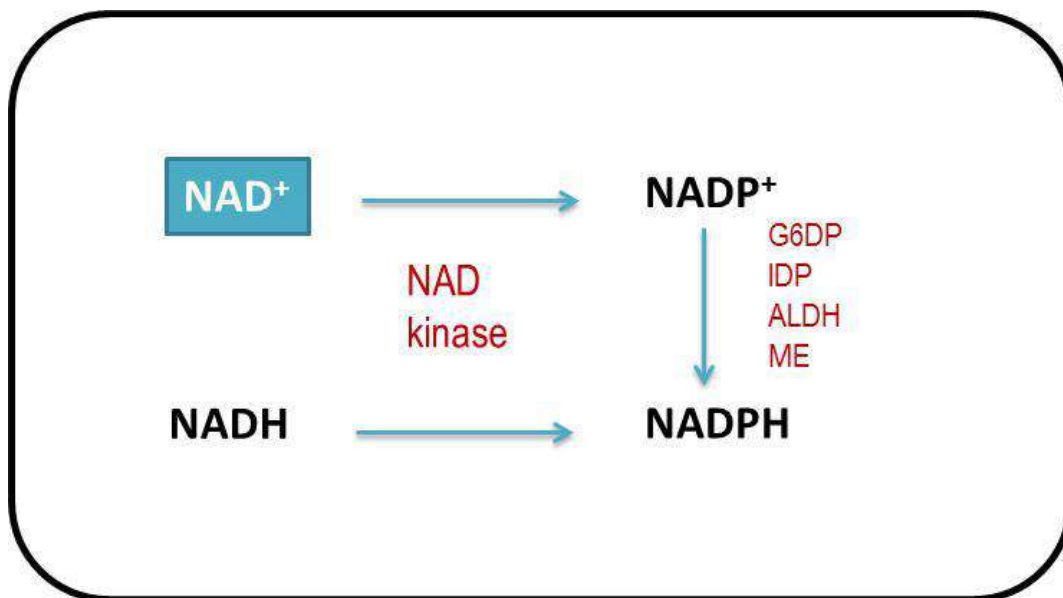 NAD⁺
NADP⁺
G6DP
IDP
ALDH
ME
NAD
kinase
NADH
NADPH